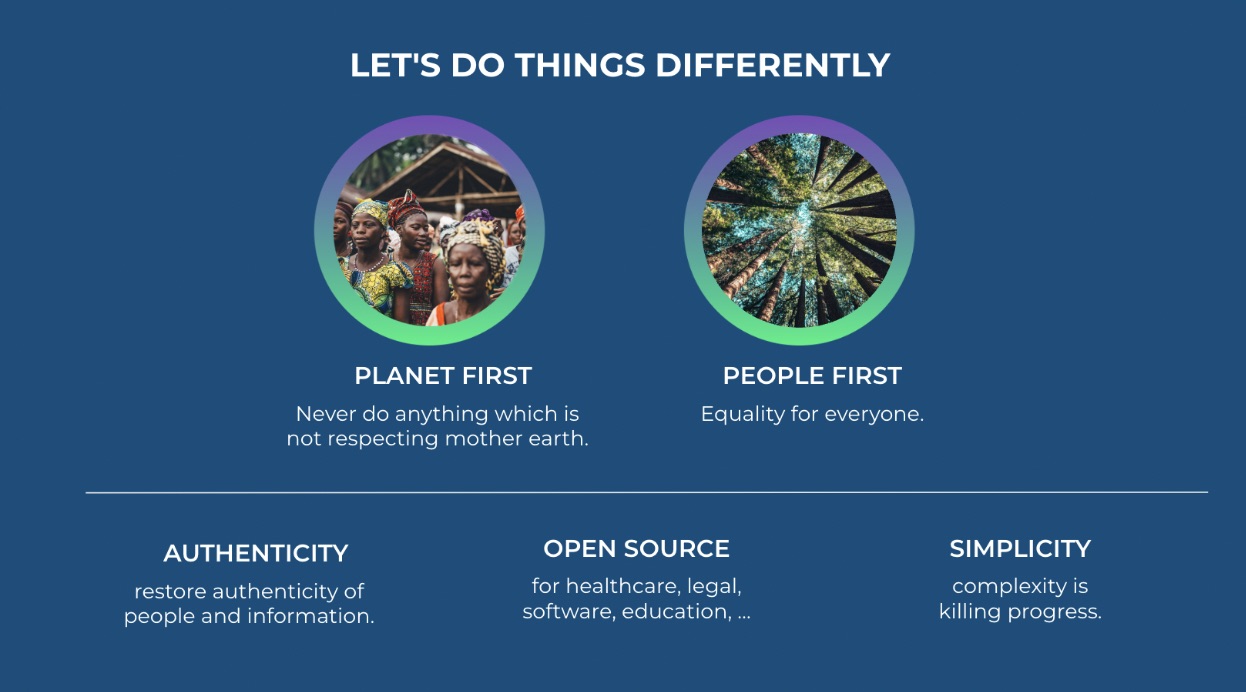 LET'S DO THINGS DIFFERENTLY
PLANET FIRST
Never do anything which is
not respecting mother earth.
PEOPLE FIRST
Equality for everyone.
AUTHENTICITY
restore authenticity of
people and information.
OPEN SOURCE
for healthcare, legal,
software, education, ...
SIMPLICITY
complexity is
killing progress.